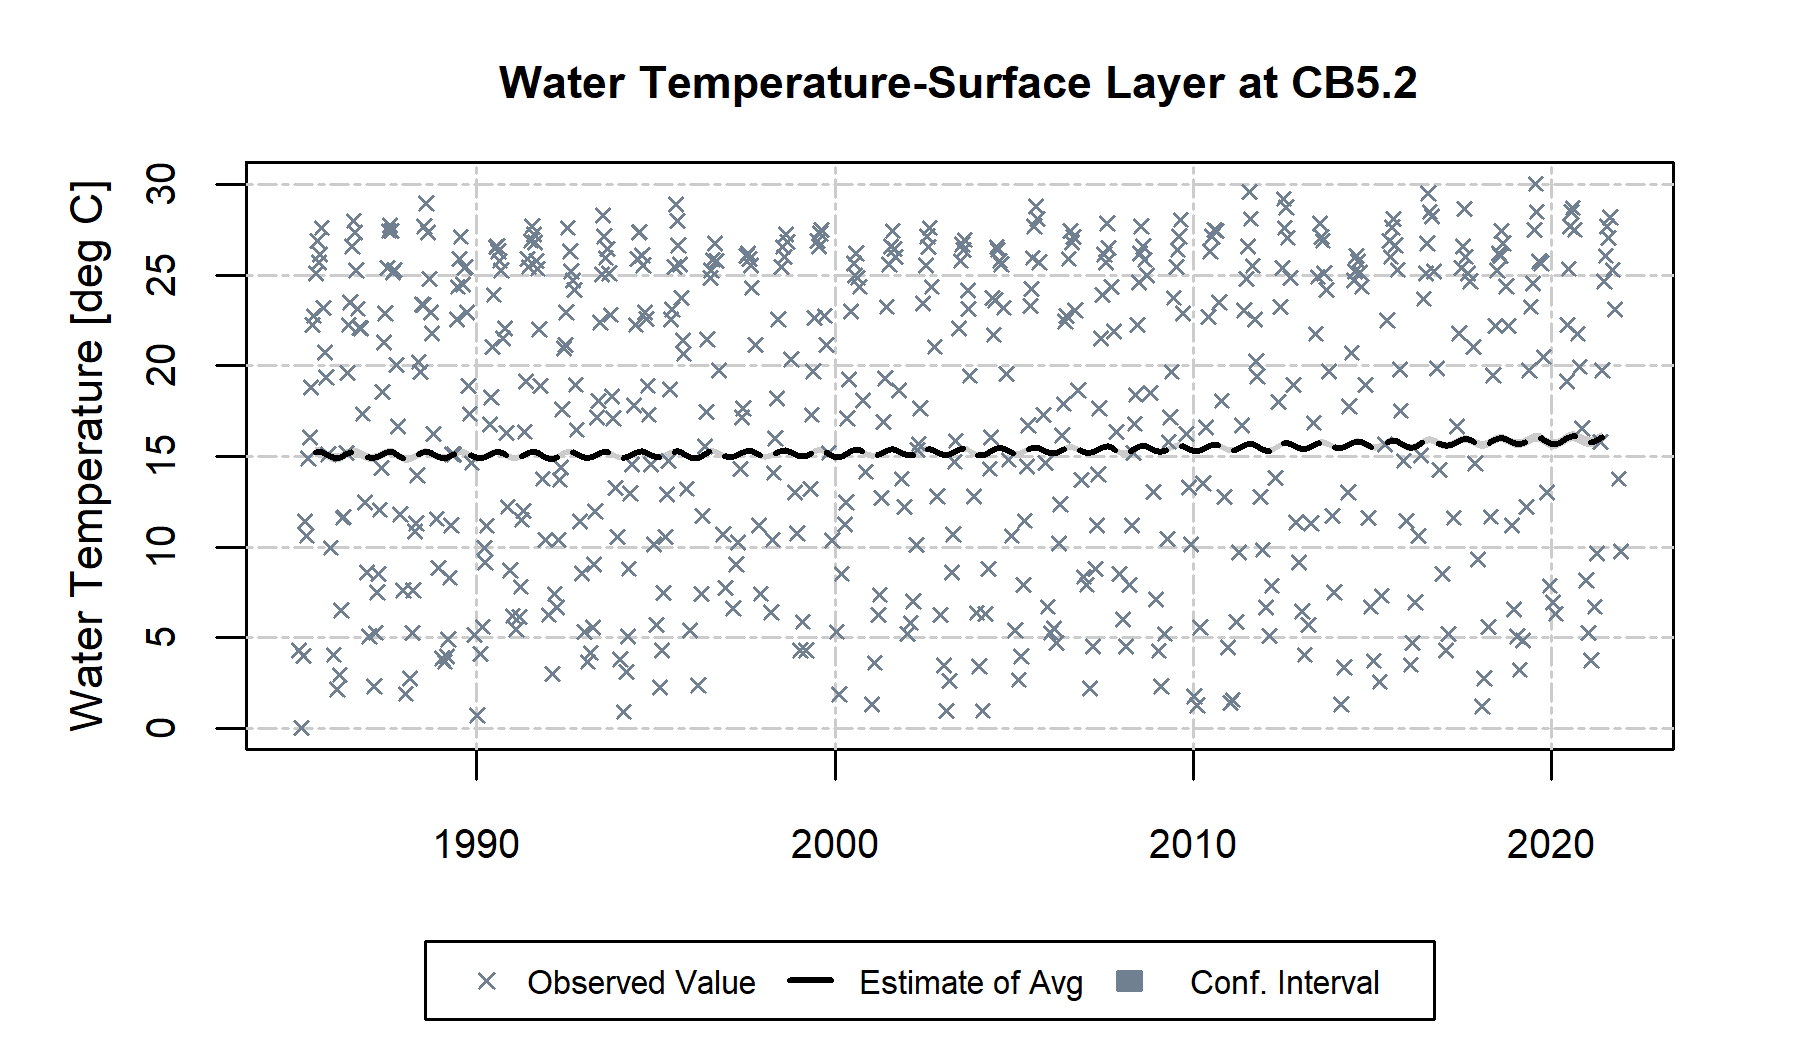 Water Temperature-Surface Layer at CB5.2
Water Temperature [deg C]
30
25
20
15
10
5
0
1990 2000 2010 2020
Observed Value Estimate of Avg Conf. Interval